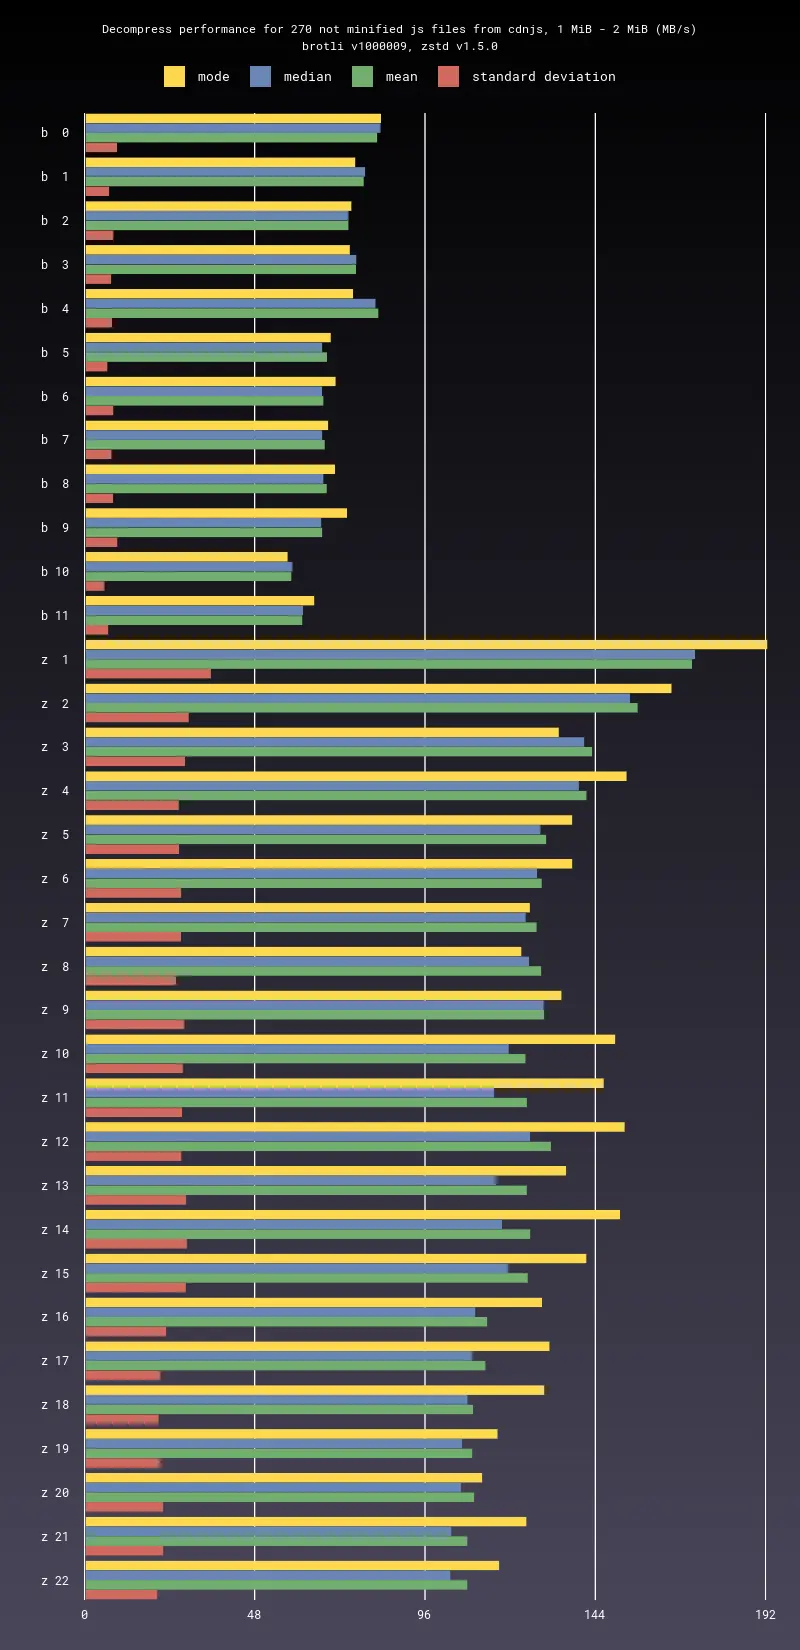 Decompress performance for 270 not minified js files from cdnjs, 1 MiB - 2 MiB (MB/s)
brotli v1000009, zstd v1.5.0
mode median mean standard deviation
b 0
b 1
b 2
b 3
b 4
b 5
b 6
b 7
b 8
b 9
b 10
b 11
z 1
z 2
z 3
z 4
z 5
z 6
z 7
z 8
z 9
z 10
z 11
z 12
z 13
z 14
z 15
z 16
z 17
z 18
z 19
z 20
z 21
z 22
0 48 96 144 192